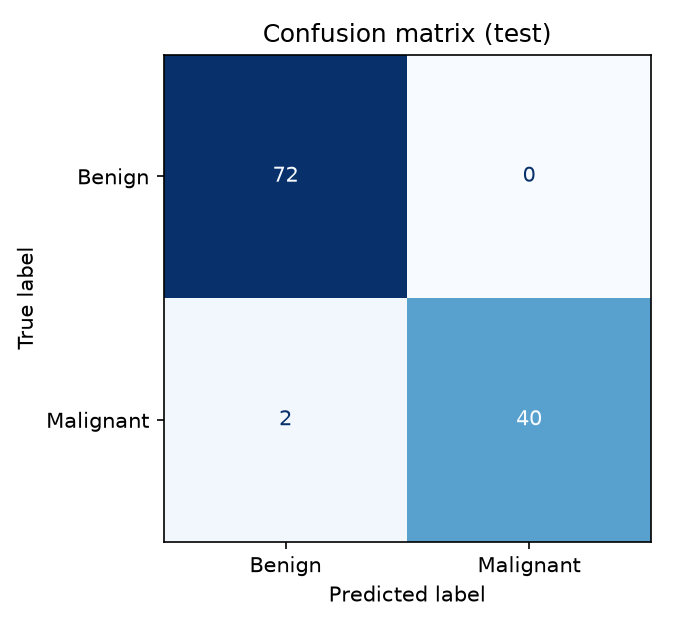 Confusion matrix (test)
True label
Benign
72
0
Malignant
2
40
Benign
Malignant
Predicted label